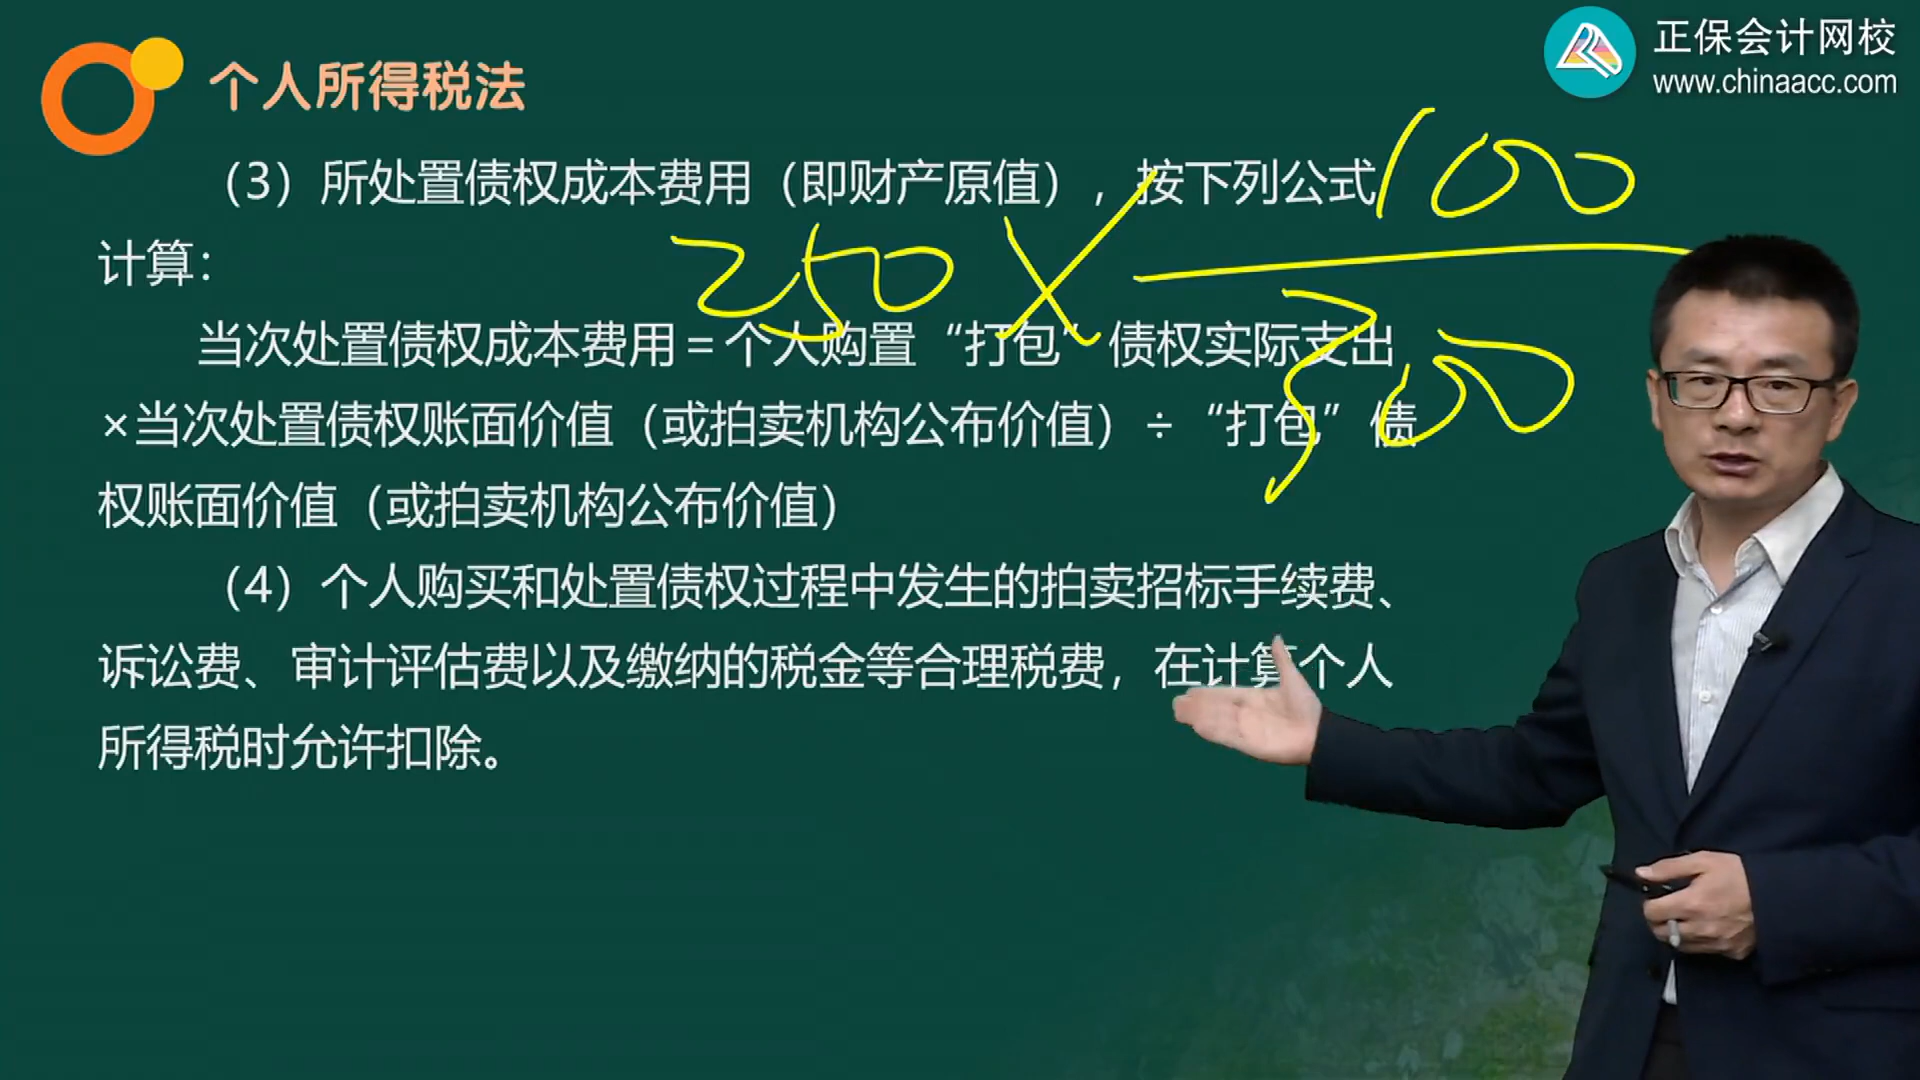 正保会计网校
www.chinaacc.com
个人所得税法
（3）所处置债权成本费用（即财产原值），按下列公式
计算：
当次处置债权成本费用＝个人购置“打包”债权实际支出
×当次处置债权账面价值（或拍卖机构公布价值）÷“打包”债
权账面价值（或拍卖机构公布价值）
（4）个人购买和处置债权过程中发生的拍卖招标手续费、
诉讼费、审计评估费以及缴纳的税金等合理税费，在计算个人
所得税时允许扣除。
100
250 ×
500